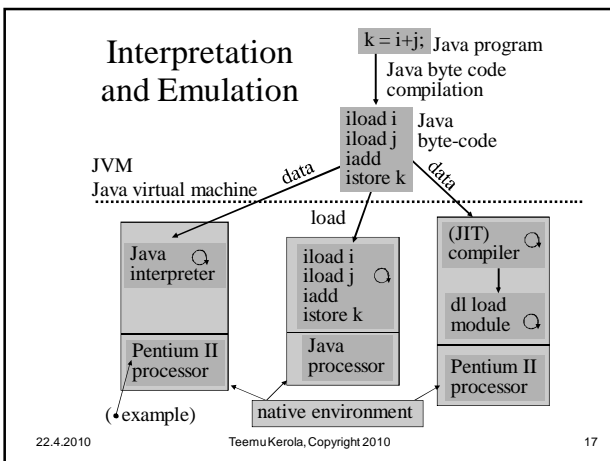 Interpretation
and Emulation
k = i+j; Java program
Java byte code
compilation
iload i
iload j
iadd
istore k
Java
byte-code
JVM
Java virtual machine
data
data
load
Java
interpreter
Pentium II
processor
(example)
iload i
iload j
iadd
istore k
Java
processor
(JIT)
compiler
dl load
module
Pentium II
processor
native environment
22.4.2010
Teemu Kerola, Copyright 2010
17